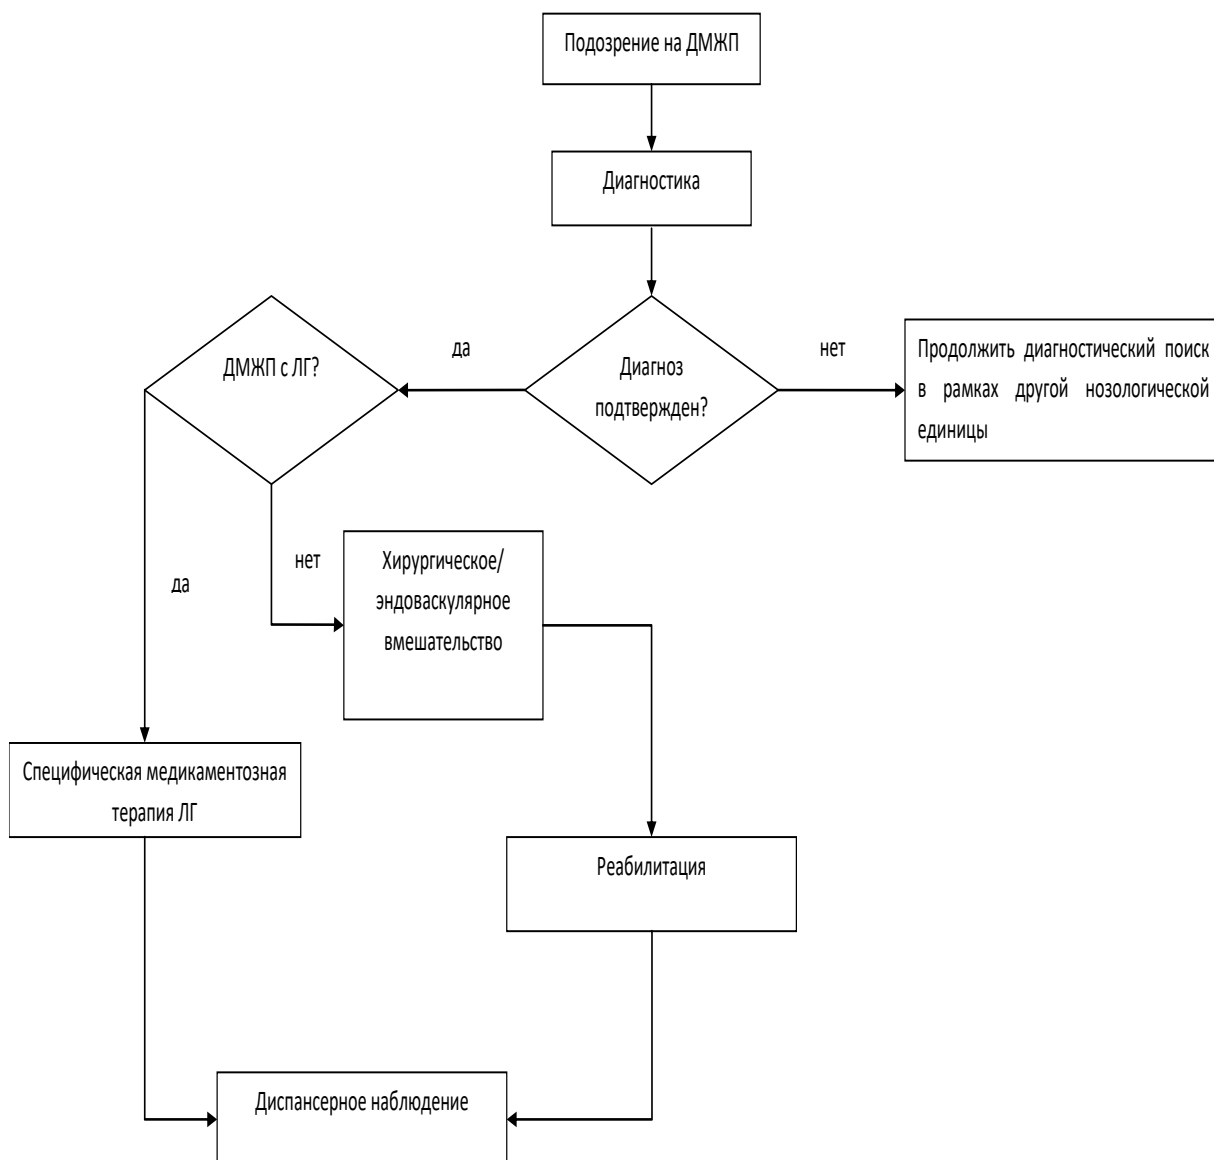 Подозрение на ДМЖП
Диагностика
ДМЖП с ЛГ?
да
Диагноз
подтвержден?
нет
Продолжить диагностический поиск
в рамках другой нозологической
единицы
да
нет
Хирургическое/
эндоваскулярное
вмешательство
Специфическая медикаментозная
терапия ЛГ
Реабилитация
Диспансерное наблюдение